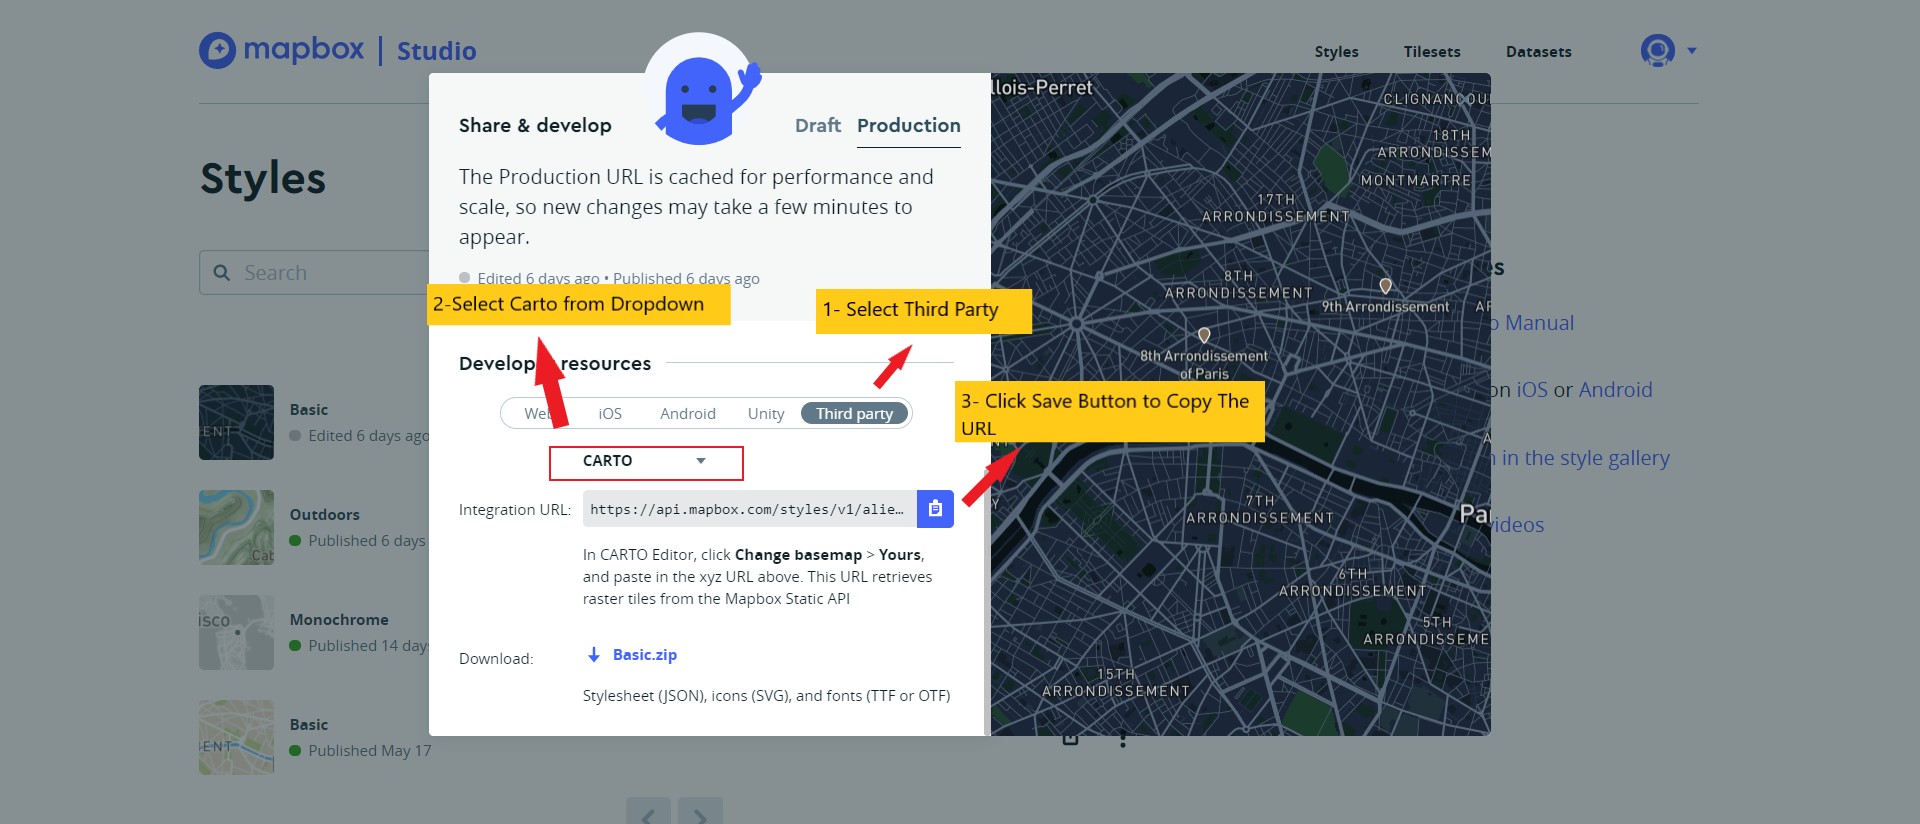 mapbox | Studio
Styles
Tilesets
Datasets
Styles
Search
Share & develop
Draft
Production
The Production URL is cached for performance and
scale, so new changes may take a few minutes to
appear.
Edited 6 days ago • Published 6 days ago
2-Select Carto from Dropdown
1- Select Third Party
resources
iOS
Android
Unity
Third party
3- Click Save Button to Copy The
URL
CARTO
Integration URL:
https://api.mapbox.com/styles/v1/alie…
In CARTO Editor, click Change basemap > Yours,
and paste in the xyz URL above. This URL retrieves
raster tiles from the Mapbox Static API
Download:
Basic.zip
Stylesheet (JSON), icons (SVG), and fonts (TTF or OTF)
Basic
Edited 6 days ago
Outdoors
Published 6 days
Monochrome
Published 14 day
Basic
Published May 17
llois-Perret
CLIGNANCOU
18TH
ARRONDISSEM
MONTMARTRE
17TH
ARRONDISSEMENT
8TH
ARRONDISSEMENT
9th Arrondissement
8th Arrondissement
of Paris
7TH
ARRONDISSEMENT
Pa
6TH
ARRONDISSEMENT
5TH
ARRONDISSEME
15TH
ARRONDISSEMENT
Manual
on iOS or Android
in the style gallery
videos